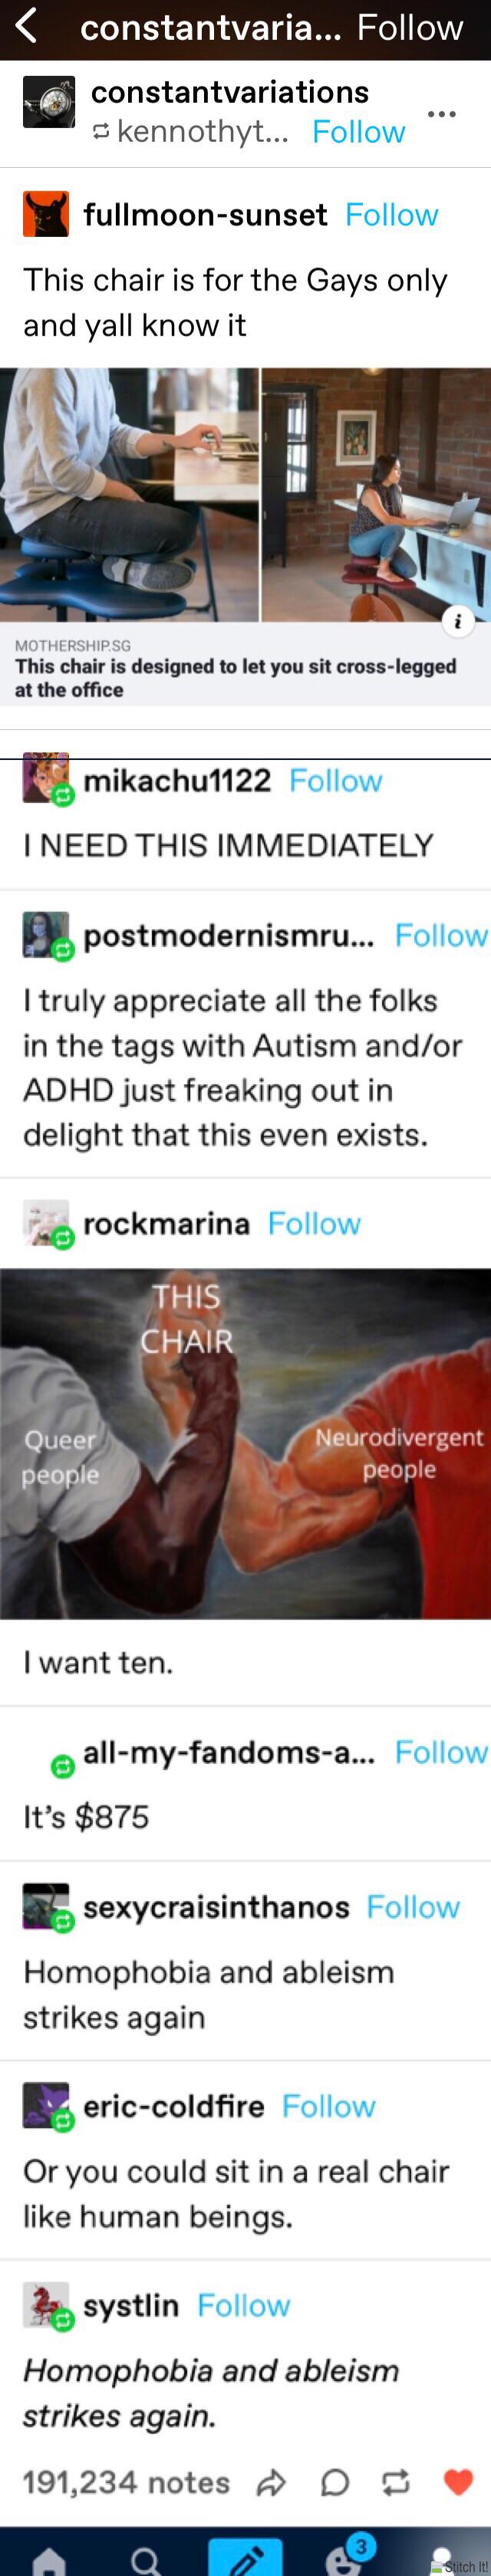 constantvaria... Follow
constantvariations
kennothyt... Follow
fullmoon-sunset Follow
This chair is for the Gays only
and yall know it
i
MOTHERSHIP.SG
This chair is designed to let you sit cross-legged
at the office
mikachu1122 Follow
I NEED THIS IMMEDIATELY
postmodernismru... Follow
I truly appreciate all the folks
in the tags with Autism and/or
ADHD just freaking out in
delight that this even exists.
rockmarina Follow
THIS
CHAIR
Queer
people
Neurodivergent
people
I want ten.
all-my-fandoms-a... Follow
It's $875
sexycraisinthanos Follow
Homophobia and ableism
strikes again
eric-coldfire Follow
Or you could sit in a real chair
like human beings.
systlin Follow
Homophobia and ableism
strikes again.
191,234 notes
3
Stitch It!